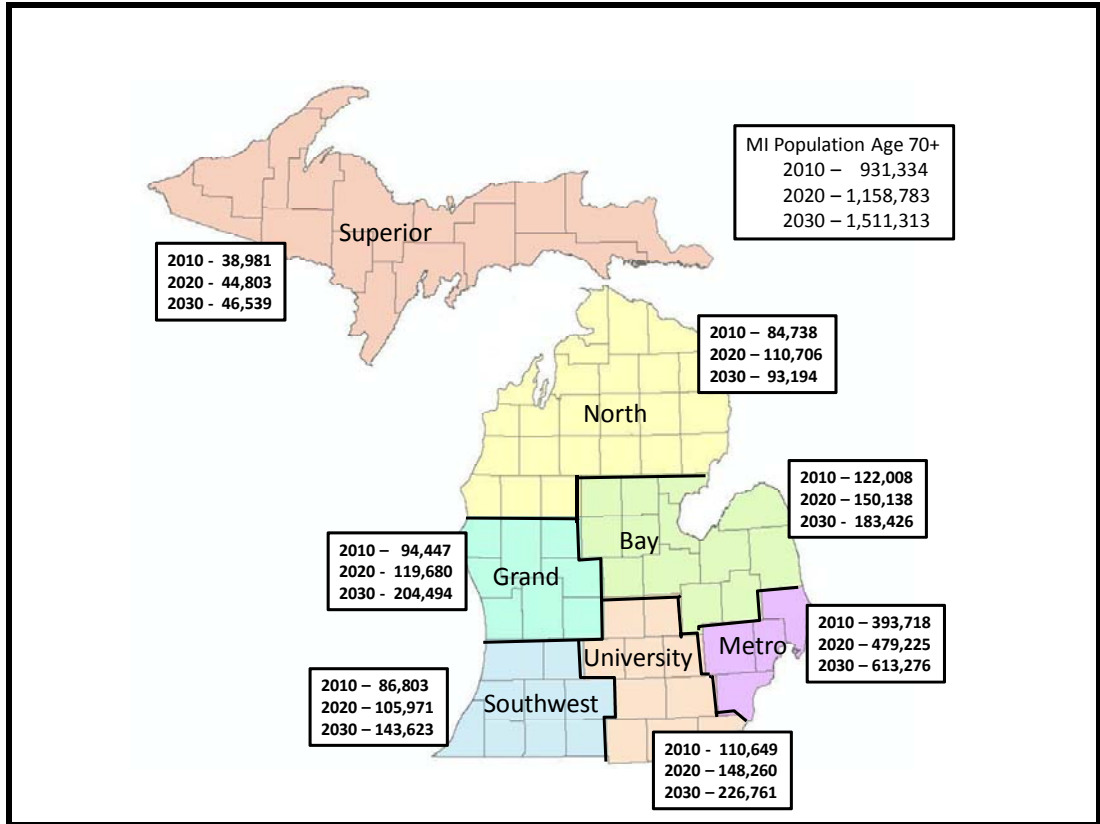 MI Population Age 70+
2010 – 931,334
2020 – 1,158,783
2030 – 1,511,313
Superior
2010 - 38,981
2020 - 44,803
2030 - 46,539
2010 – 84,738
2020 – 110,706
2030 – 93,194
North
2010 – 122,008
2020 – 150,138
2030 - 183,426
Bay
2010 – 94,447
2020 - 119,680
2030 - 204,494
Grand
2010 – 393,718
2020 – 479,225
2030 – 613,276
Metro
University
2010 - 86,803
2020 – 105,971
2030 – 143,623
Southwest
2010 - 110,649
2020 – 148,260
2030 – 226,761